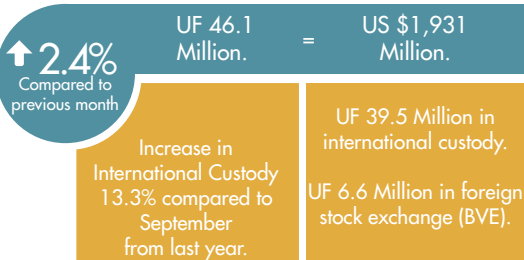 2.4%
Compared to
previous month
UF 46.1
Million.
=
US $1,931
Million.
Increase in
International Custody
13.3% compared to
September
from last year.
UF 39.5 Million in
international custody.
UF 6.6 Million in foreign
stock exchange (BVE).